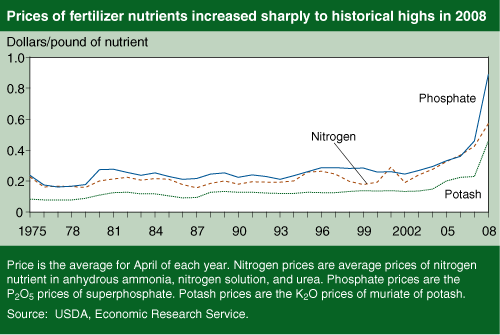 Prices of fertilizer nutrients increased sharply to historical highs in 2008
Dollars/pound of nutrient
1.0
0.8
0.6
0.4
0.2
0
Phosphate
Nitrogen
Potash
1975 78 81 84 87 90 93 96 99 2002 05 08
Price is the average for April of each year. Nitrogen prices are average prices of nitrogen
nutrient in anhydrous ammonia, nitrogen solution, and urea. Phosphate prices are the
P₂O₅ prices of superphosphate. Potash prices are the K₂O prices of muriate of potash.
Source: USDA, Economic Research Service.